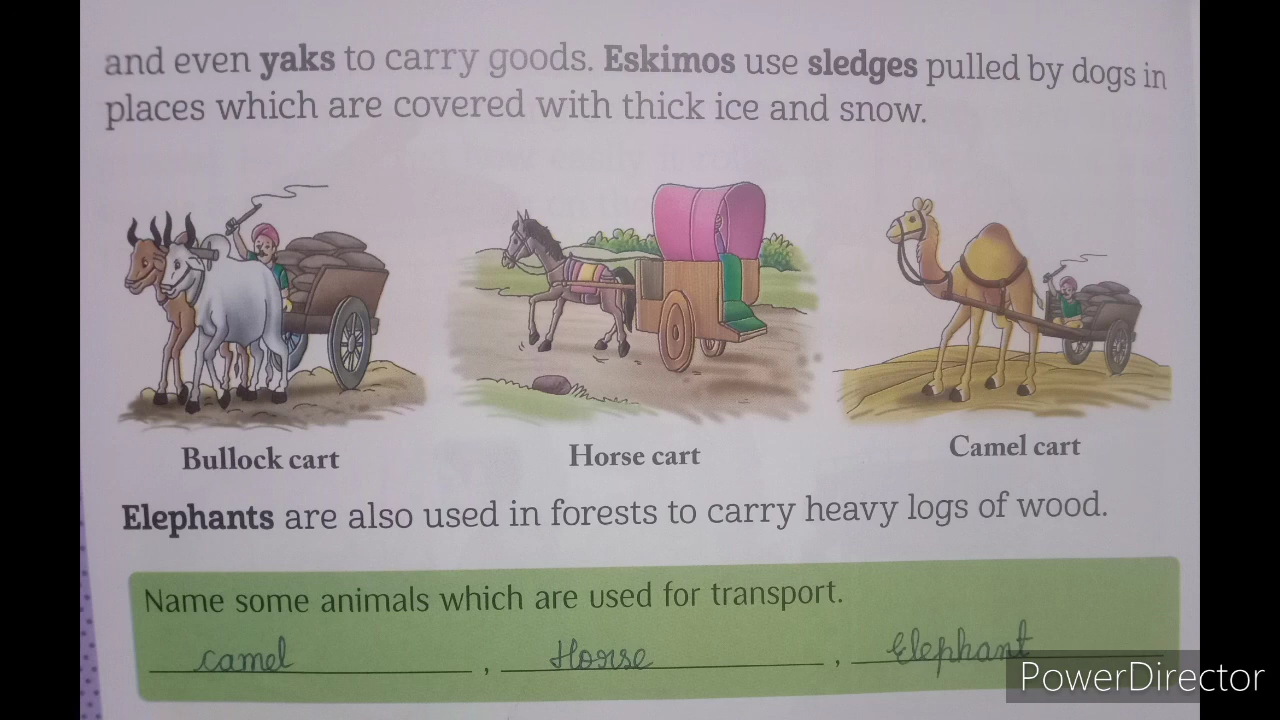 and even yaks to carry goods. Eskimos use sledges pulled by dogs in
places which are covered with thick ice and snow.
Bullock cart
Horse cart
Camel cart
Elephants are also used in forests to carry heavy logs of wood.
Name some animals which are used for transport.
camel , Horse , Elephant
PowerDirector